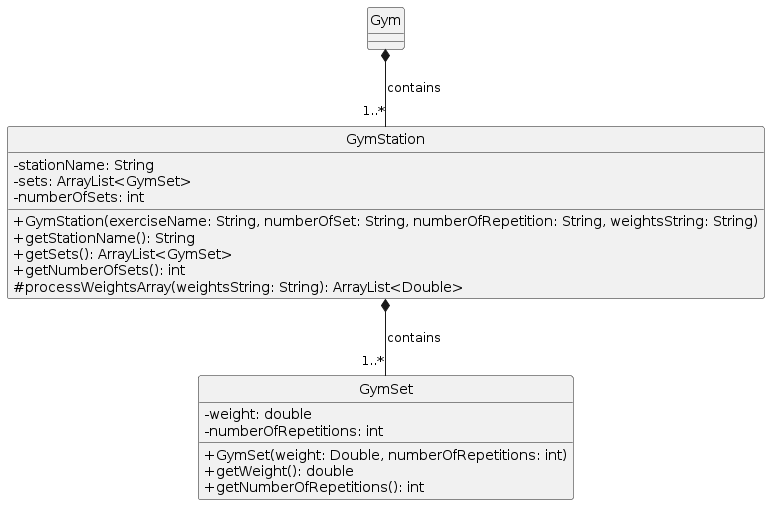 Gym
contains
1..*
GymStation
-stationName: String
-sets: ArrayList<GymSet>
-numberOfSets: int
+GymStation(exerciseName: String, numberOfSet: String, numberOfRepetition: String, weightsString: String)
+getStationName(): String
+getSets(): ArrayList<GymSet>
+getNumberOfSets(): int
#processWeightsArray(weightsString: String): ArrayList<Double>
contains
1..*
GymSet
-weight: double
-numberOfRepetitions: int
+GymSet(weight: Double, numberOfRepetitions: int)
+getWeight(): double
+getNumberOfRepetitions(): int